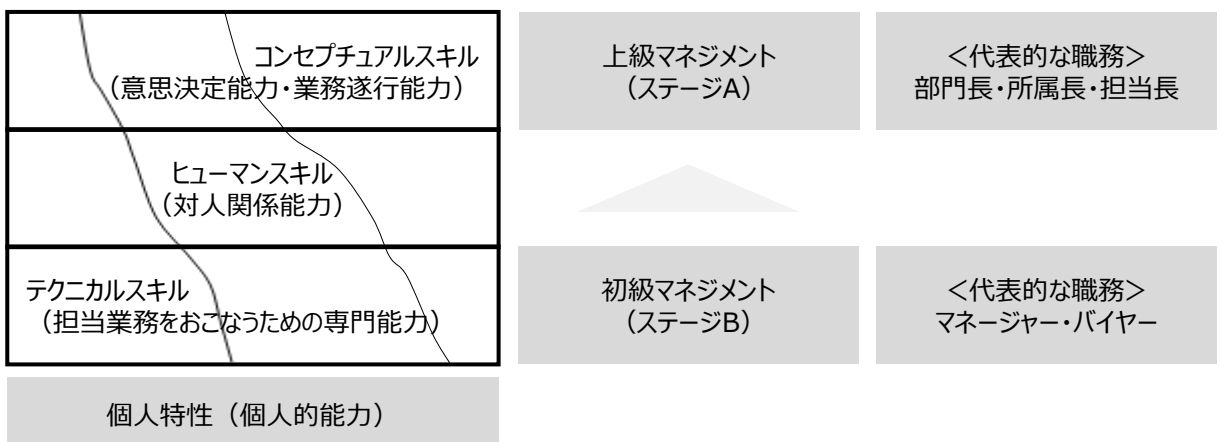 コンセプチュアルスキル
（意思決定能力・業務遂行能力）
上級マネジメント
（ステージA）
＜代表的な職務＞
部門長・所属長・担当長
ヒューマンスキル
（対人関係能力）
テクニカルスキル
（担当業務をおこなうための専門能力）
初級マネジメント
（ステージB）
＜代表的な職務＞
マネージャー・バイヤー
個人特性（個人的能力）